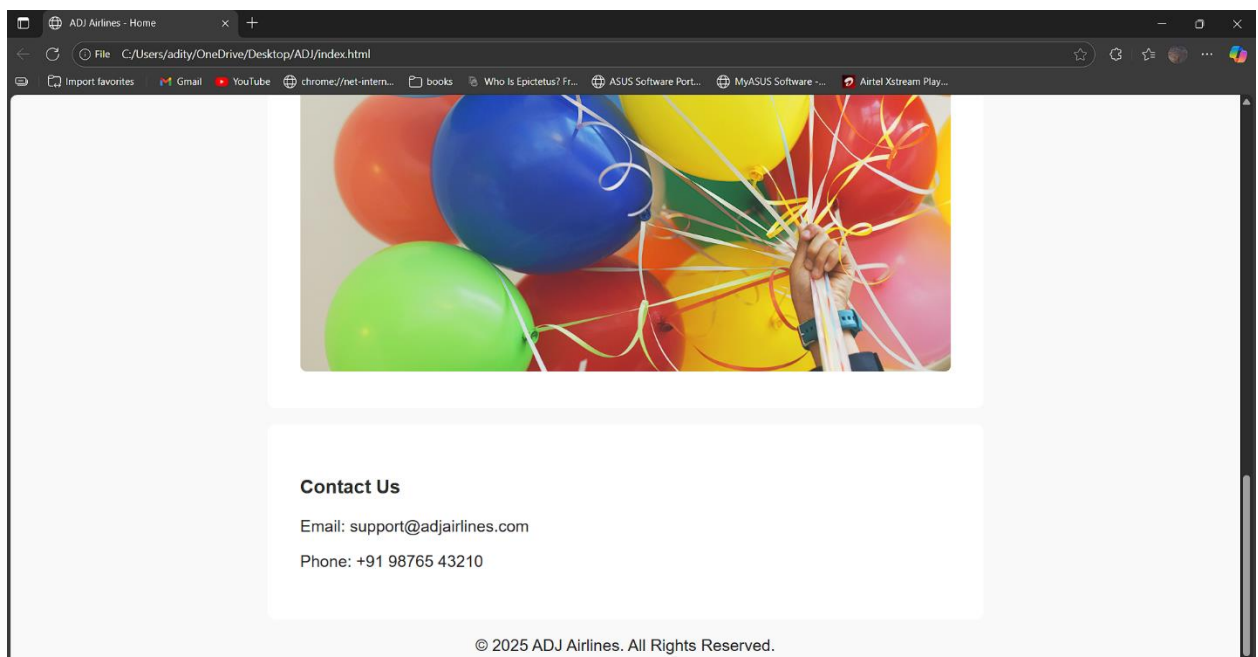 ADJ Airlines - Home
File C:/Users/adity/OneDrive/Desktop/ADJ/index.html
Import favorites Gmail YouTube chrome://net-intern... books Who Is Epictetus? Fr... ASUS Software Port... MyASUS Software -... Airtel Xstream Play...
Contact Us
Email: support@adjairlines.com
Phone: +91 98765 43210
© 2025 ADJ Airlines. All Rights Reserved.